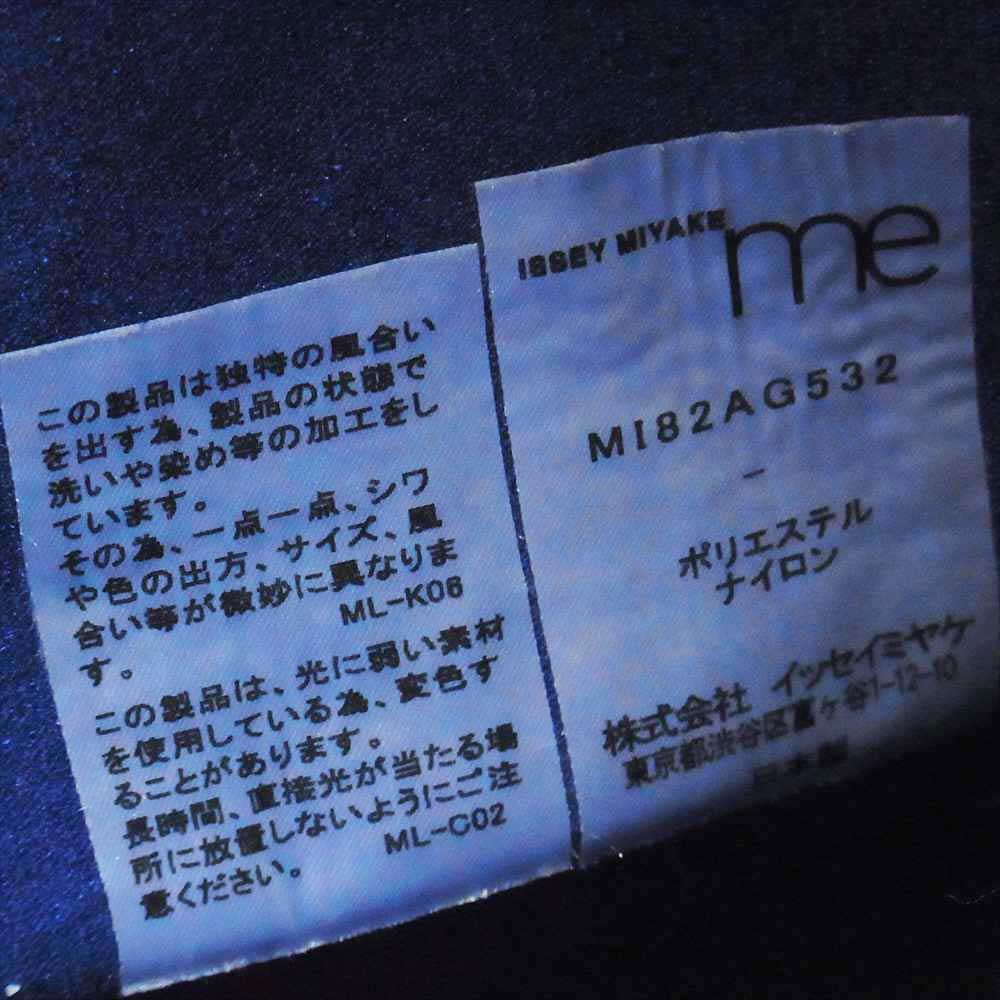 この製品は独特の風合い
を出す為、製品の状態で
洗いや染め等の加工をし
ています。
その為、一点一点、シワ
や色の出方、サイズ、風
合い等が微妙に異なりま
す。
ML-K06
この製品は、光に弱い素材
を使用している為、変色す
ることがあります。
長時間、直接光が当たる場
所に放置しないようにご注
意ください。
ML-C02
ISSEY MIYAKE me
MI82AG532
-
ポリエステル
ナイロン
株式会社 イッセイミヤケ
東京都渋谷区富ヶ谷1-12-10
日本製